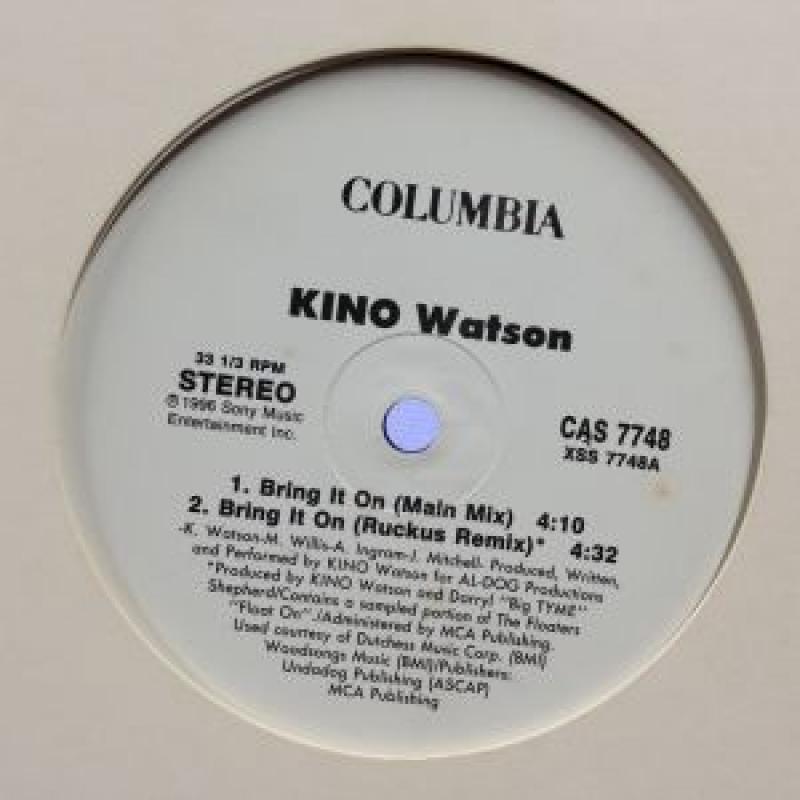 COLUMBIA
KINO Watson
33 1/3 RPM
STEREO
℗ 1996 Sony Music
Entertainment Inc.
CAS 7748
XSS 7748A
1. Bring It On (Main Mix) 4:10
2. Bring It On (Ruckus Remix)* 4:32
-K. Watson-M. Willis-A. Ingram-J. Mitchell- Produced, Written,
and Performed by KINO Watson for AL-DOG Productions
*Produced by KINO Watson and Darryl "Big TYME"
Shepherd/Contains a sampled portion of The Floaters
"Float On"./Administered by MCA Publishing.
Used courtesy of Dutchess Music Corp. (BMI)
Woodsongs Music (BMI)/Publishers:
Undadog Publishing (ASCAP)
MCA Publishing